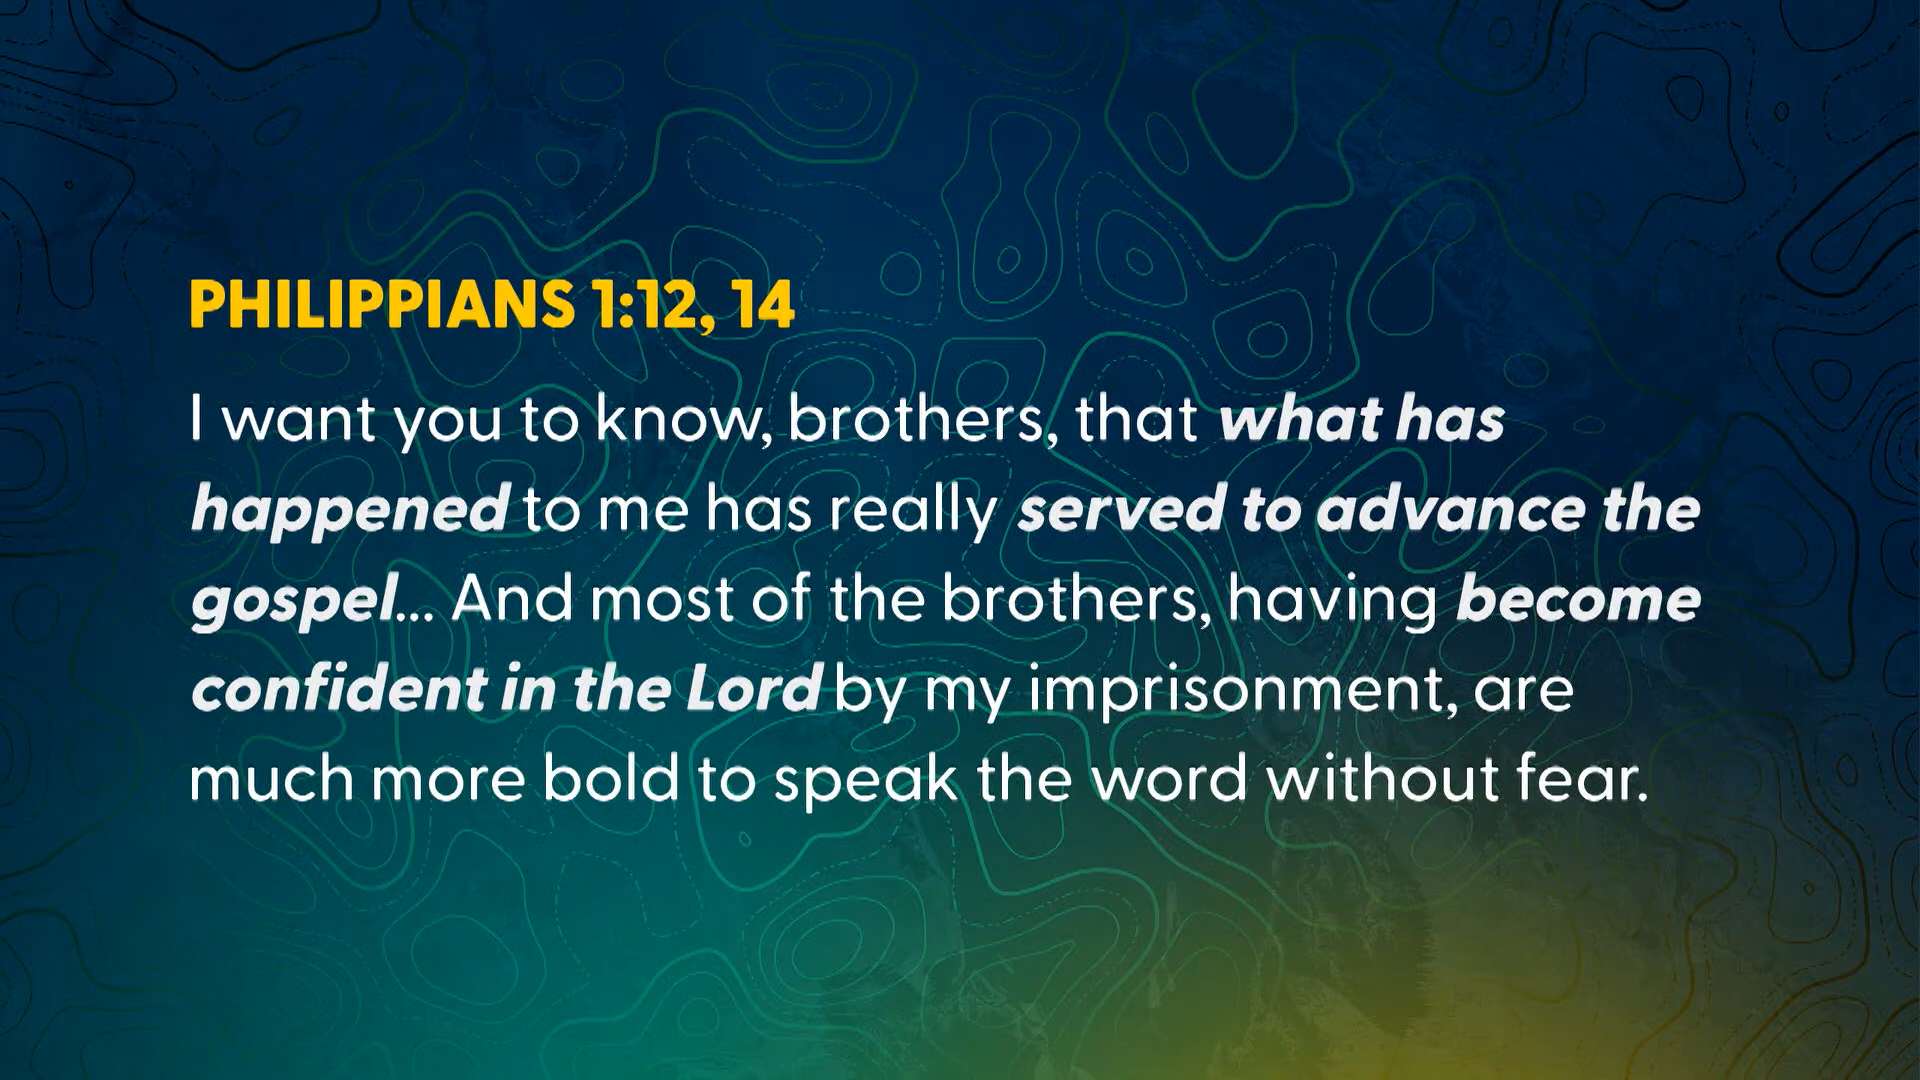 PHILIPPIANS 1:12, 14
I want you to know, brothers, that what has
happened to me has really served to advance the
gospel... And most of the brothers, having become
confident in the Lord by my imprisonment, are
much more bold to speak the word without fear.